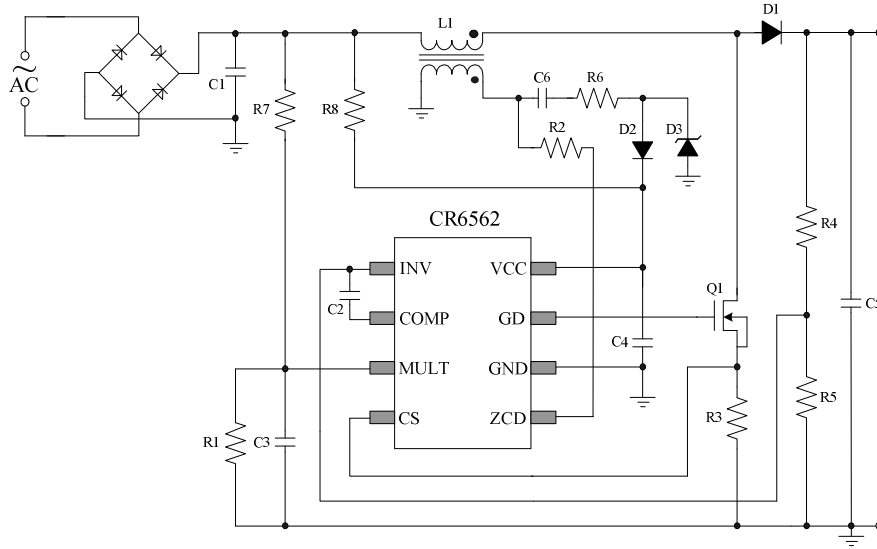 L1
D1
~
AC
C1
R7
R8
C6
R6
R2
D2
D3
CR6562
R4
INV
VCC
Q1
C2
COMP
GD
C4
MULT
GND
R3
R5
R1
C3
CS
ZCD